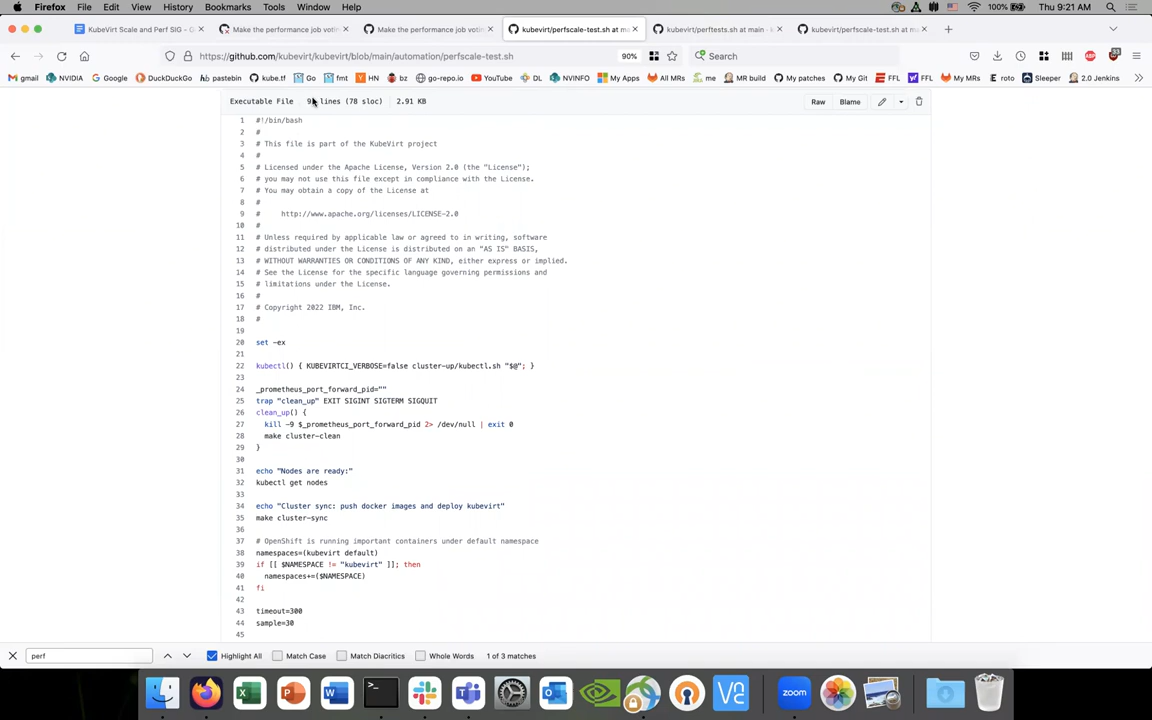 Firefox File Edit View History Bookmarks Tools Window Help 100% Thu 9:21 AM
KubeVirt Scale and Perf SIG - G Make the performance job voti Make the performance job votin kubevirt/perfscale-test.sh at ma kubevirt/perftests.sh at main · k kubevirt/perfscale-test.sh at ma
https://github.com/kubevirt/kubevirt/blob/main/automation/perfscale-test.sh 90% Search
gmail NVIDIA Google DuckDuckGo pastebin kube.tf Go HN bz go-repo.io YouTube DL NVINFO My Apps All MRs me MR build My patches My Git FFL FFL My MRs roto Sleeper 2.0 Jenkins
Executable File lines (78 sloc) 2.91 KB Raw Blame
1 #!/bin/bash
2 #
3 # This file is part of the KubeVirt project
4 #
5 # Licensed under the Apache License, Version 2.0 (the "License");
6 # you may not use this file except in compliance with the License.
7 # You may obtain a copy of the License at
8 #
9 # http://www.apache.org/licenses/LICENSE-2.0
10 #
11 # Unless required by applicable law or agreed to in writing, software
12 # distributed under the License is distributed on an "AS IS" BASIS,
13 # WITHOUT WARRANTIES OR CONDITIONS OF ANY KIND, either express or implied.
14 # See the License for the specific language governing permissions and
15 # limitations under the License.
16 #
17 # Copyright 2022 IBM, Inc.
18 #
19
20 set -ex
21
22 kubectl() { KUBEVIRTCI_VERBOSE=false cluster-up/kubectl.sh "$@"; }
23
24 _prometheus_port_forward_pid=""
25 trap "clean_up" EXIT SIGINT SIGTERM SIGQUIT
26 clean_up() {
27 kill -9 $_prometheus_port_forward_pid 2> /dev/null | exit 0
28 make cluster-clean
29 }
30
31 echo "Nodes are ready:"
32 kubectl get nodes
33
34 echo "Cluster sync: push docker images and deploy kubevirt"
35 make cluster-sync
36
37 # OpenShift is running important containers under default namespace
38 namespaces=(kubevirt default)
39 if [[ $NAMESPACE != "kubevirt" ]]; then
40 namespaces+=($NAMESPACE)
41 fi
42
43 timeout=300
44 sample=30
45
perf Highlight All Match Case Match Diacritics Whole Words 1 of 3 matches
zoom